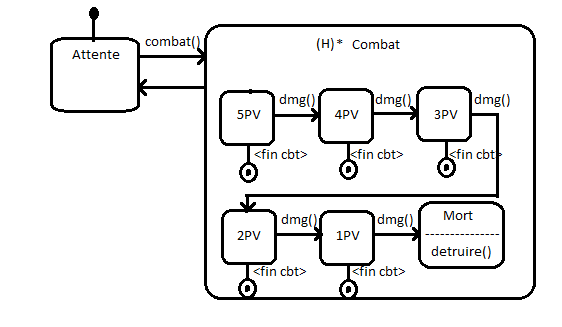 combat()
Attente
(H)* Combat
5PV
dmg()
4PV
dmg()
3PV
dmg()
<fin cbt>
<fin cbt>
<fin cbt>
2PV
dmg()
1PV
dmg()
Mort
---------------
detruire()
<fin cbt>
<fin cbt>